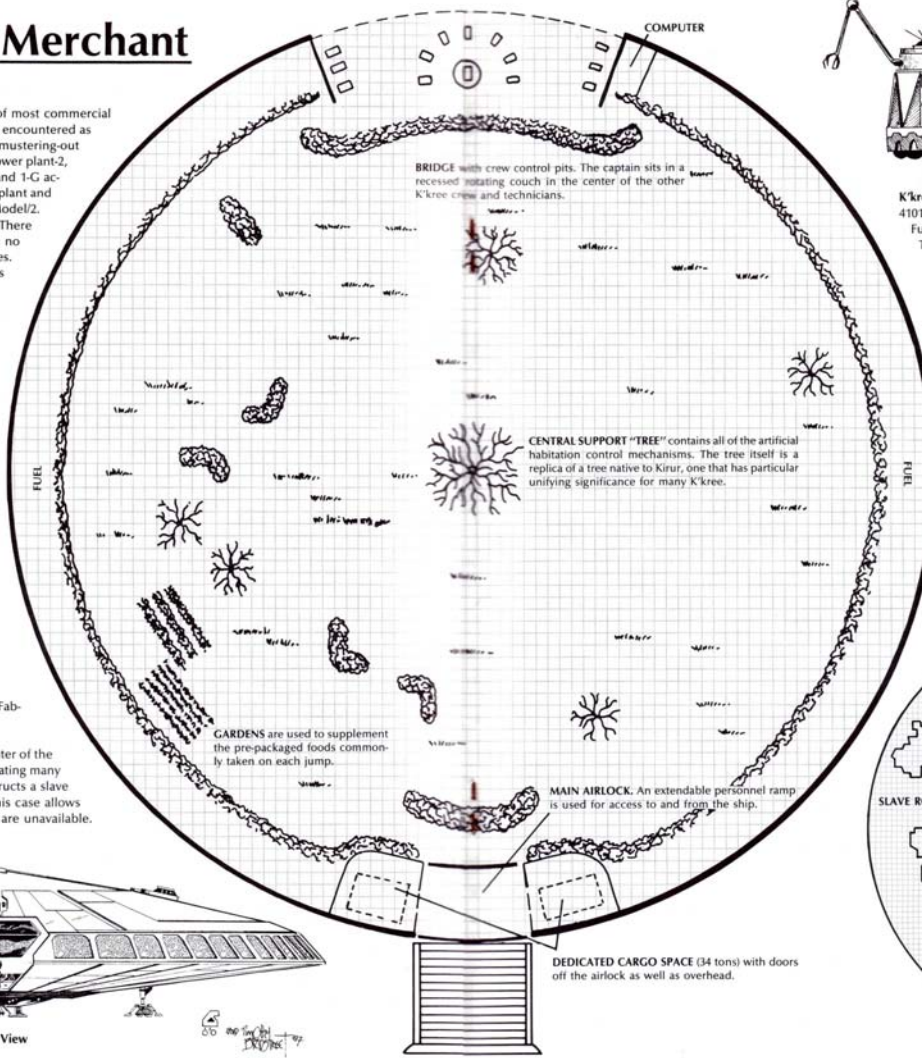 Merchant
of most commercial
encountered as
mustering-out
wer plant-2,
and 1-G ac-
plant and
odel/2.
There
no
es.
s
COMPUTER
BRIDGE with crew control pits. The captain sits in a
recessed rotating couch in the center of the other
K'kree crew and technicians.
K'kre
4101
Fu
T
CENTRAL SUPPORT "TREE" contains all of the artificial
habitation control mechanisms. The tree itself is a
replica of a tree native to Kirur, one that has particular
unifying significance for many K'kree.
FUEL
FUEL
Fab-
ter of the
ating many
ructs a slave
his case allows
are unavailable.
GARDENS are used to supplement
the pre-packaged foods common-
ly taken on each jump.
MAIN AIRLOCK. An extendable personnel ramp
is used for access to and from the ship.
SLAVE R
DEDICATED CARGO SPACE (34 tons) with doors
off the airlock as well as overhead.
View